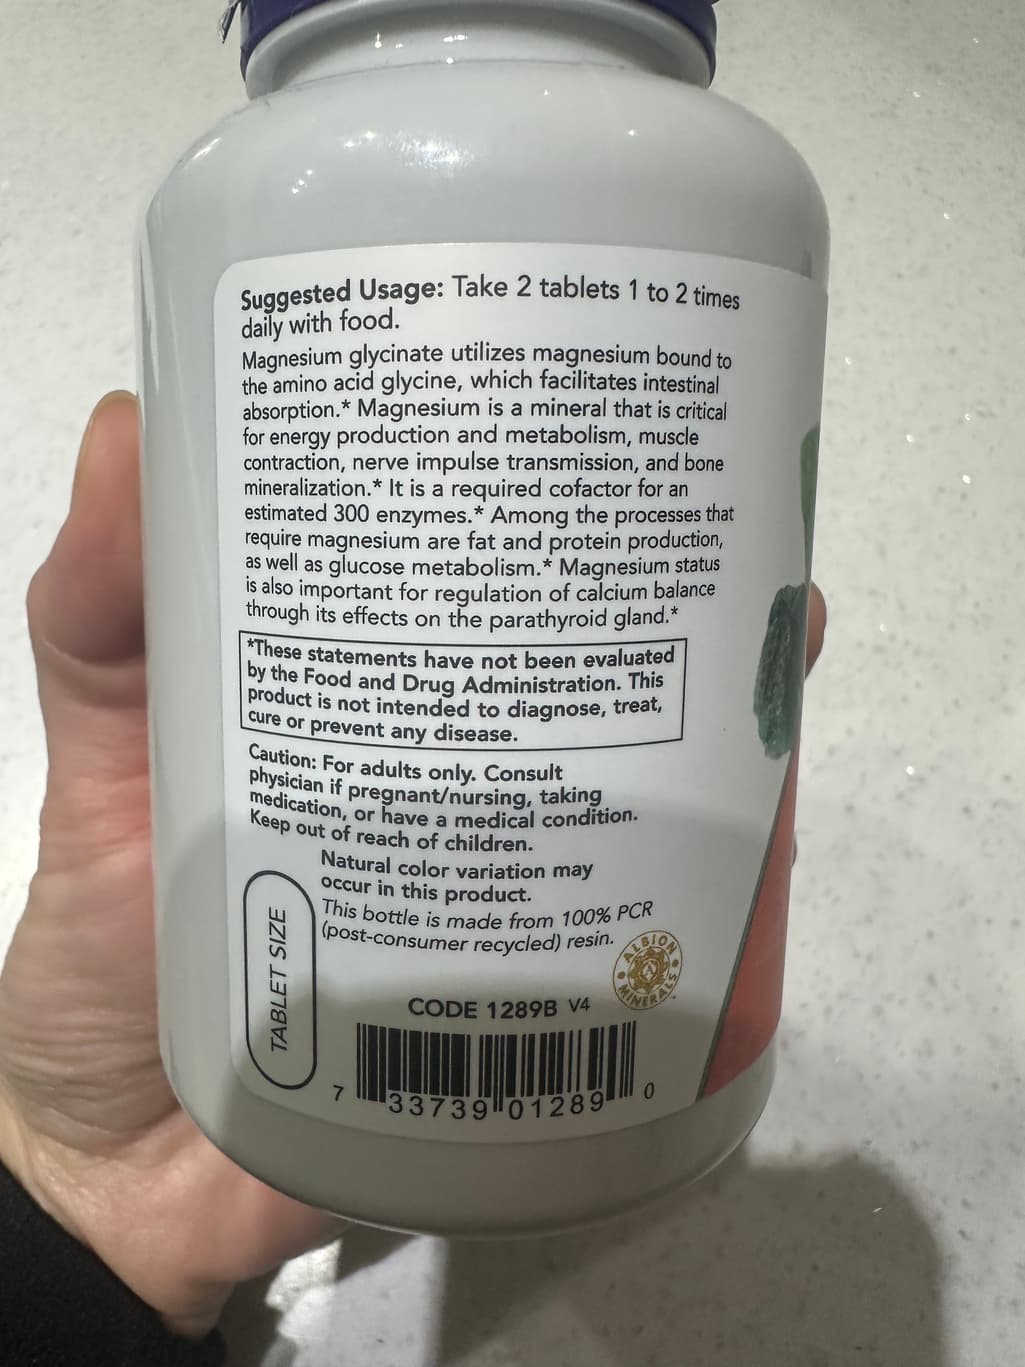 Suggested Usage: Take 2 tablets 1 to 2 times
daily with food.
Magnesium glycinate utilizes magnesium bound to
the amino acid glycine, which facilitates intestinal
absorption.* Magnesium is a mineral that is critical
for energy production and metabolism, muscle
contraction, nerve impulse transmission, and bone
mineralization.* It is a required cofactor for an
estimated 300 enzymes.* Among the processes that
require magnesium are fat and protein production,
as well as glucose metabolism.* Magnesium status
is also important for regulation of calcium balance
through its effects on the parathyroid gland.*
*These statements have not been evaluated
by the Food and Drug Administration. This
product is not intended to diagnose, treat,
cure or prevent any disease.
Caution: For adults only. Consult
physician if pregnant/nursing, taking
medication, or have a medical condition.
Keep out of reach of children.
Natural color variation may
occur in this product.
This bottle is made from 100% PCR
(post-consumer recycled) resin.
TABLET SIZE
ALBION
A
MINERALS
CODE 1289B V4
7 33739 01289 0